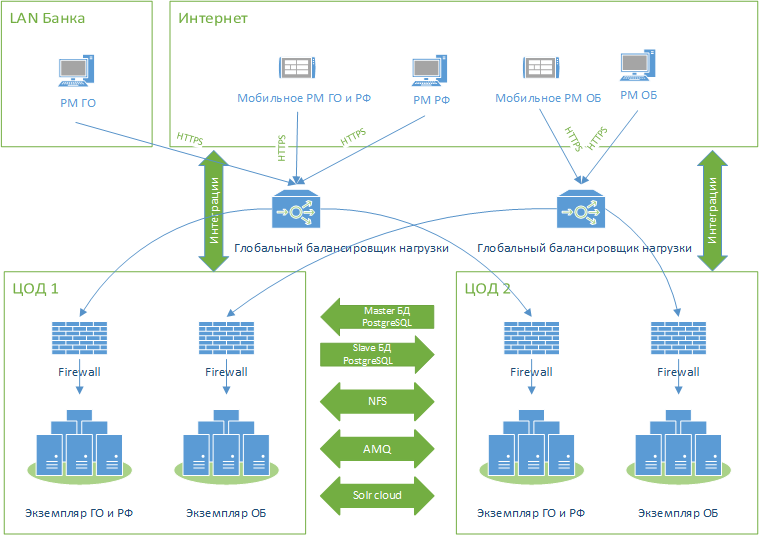 LAN Банка
Интернет
РМ ГО
Мобильное РМ ГО и РФ
РМ РФ
Мобильное РМ ОБ
РМ ОБ
HTTPS
HTTPS
HTTPS
HTTPS
HTTPS
Интеграции
Интеграции
Глобальный балансировщик нагрузки
Глобальный балансировщик нагрузки
ЦОД 1
ЦОД 2
Firewall
Firewall
Firewall
Firewall
Master БД
PostgreSQL
Slave БД
PostgreSQL
NFS
AMQ
Solr cloud
Экземпляр ГО и РФ
Экземпляр ОБ
Экземпляр ГО и РФ
Экземпляр ОБ